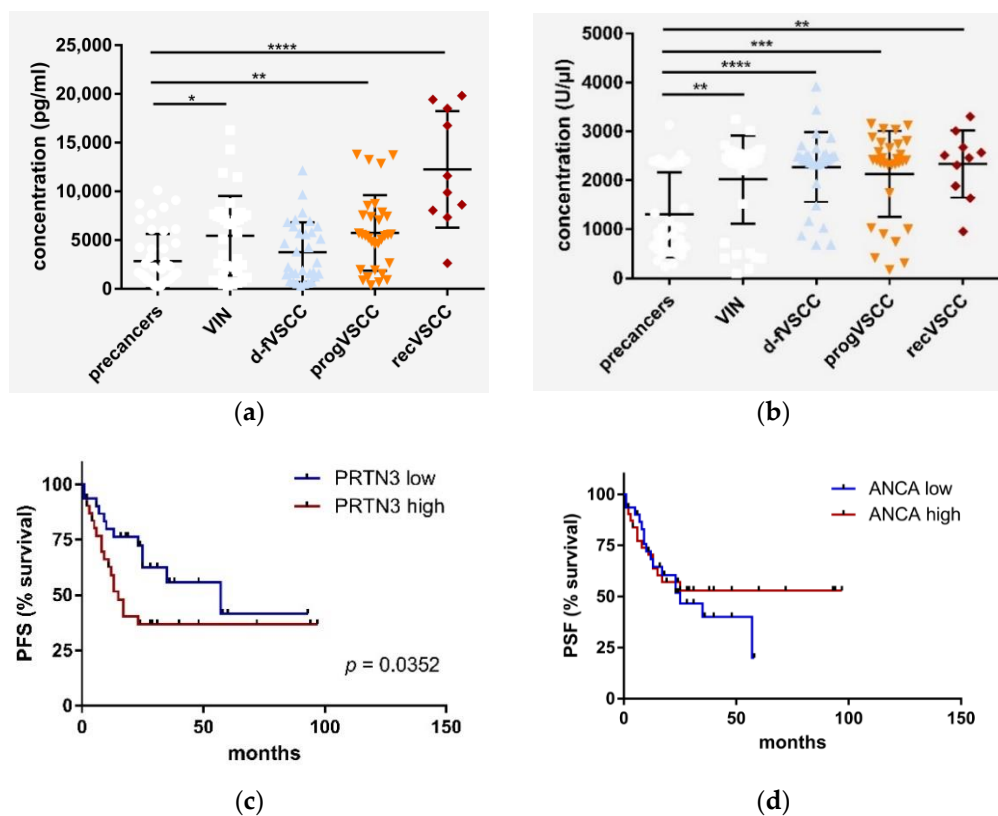 ****
**
*
25,000
20,000
15,000
10,000
5000
0
concentration (pg/ml)
precancers
VIN
d-fVSCC
progVSCC
recVSCC
(a)
**
***
****
**
5000
4000
3000
2000
1000
0
concentration (U/µl)
precancers
VIN
d-fVSCC
progVSCC
recVSCC
(b)
PRTN3 low
PRTN3 high
100
75
50
25
0
PFS (% survival)
p = 0.0352
0 50 100 150
months
(c)
ANCA low
ANCA high
100
75
50
25
0
PSF (% survival)
0 50 100 150
months
(d)